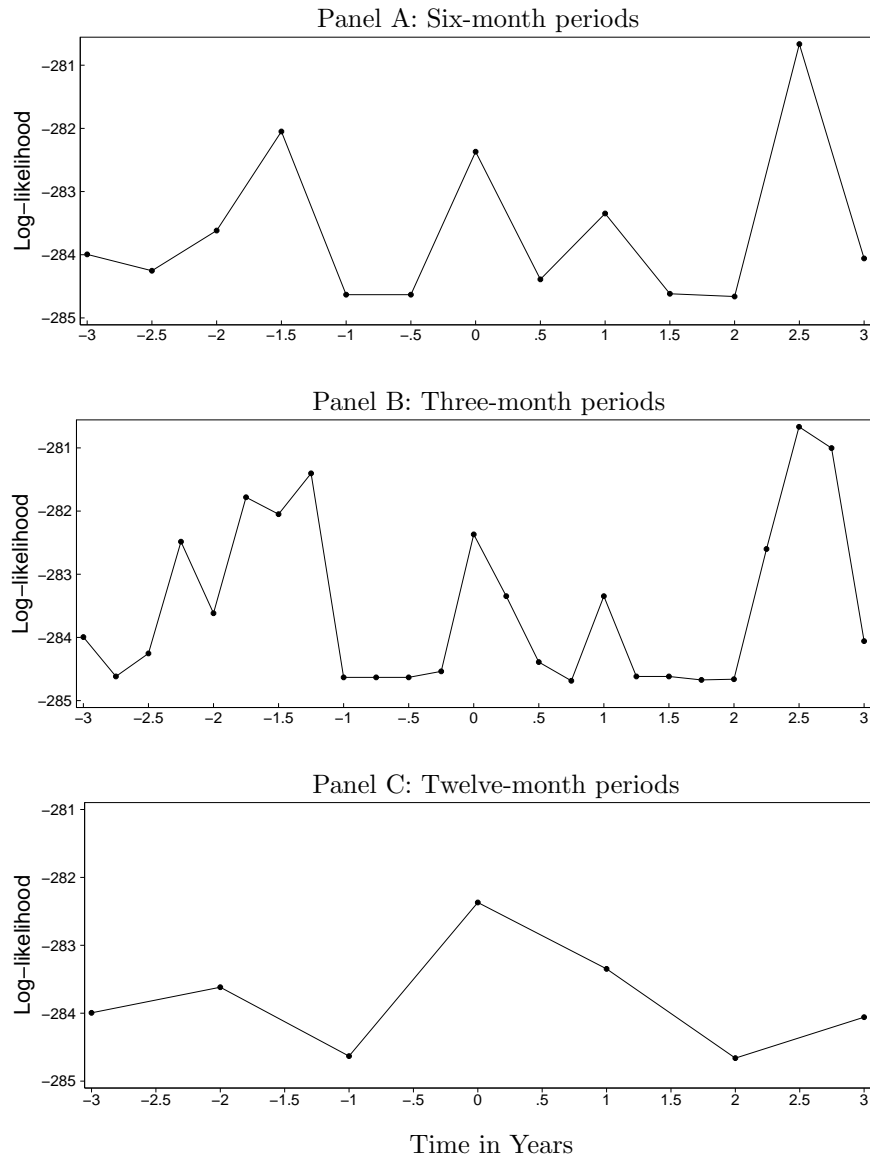 Panel A: Six-month periods
Log−likelihood
−281
−282
−283
−284
−285
−3 −2.5 −2 −1.5 −1 −.5 0 .5 1 1.5 2 2.5 3
Panel B: Three-month periods
Log−likelihood
−281
−282
−283
−284
−285
−3 −2.5 −2 −1.5 −1 −.5 0 .5 1 1.5 2 2.5 3
Panel C: Twelve-month periods
Log−likelihood
−281
−282
−283
−284
−285
−3 −2.5 −2 −1.5 −1 −.5 0 .5 1 1.5 2 2.5 3
Time in Years